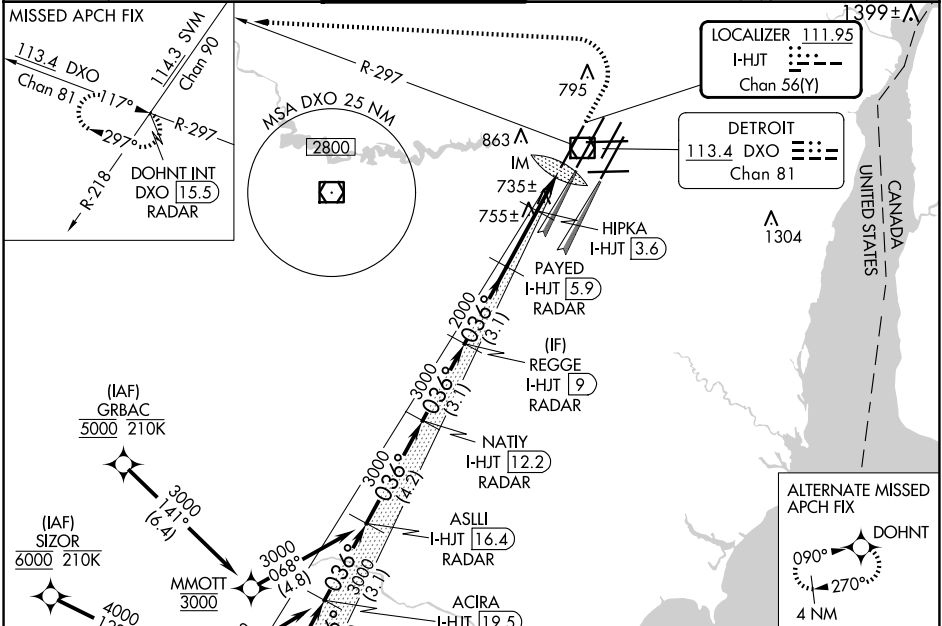 MISSED APCH FIX
113.4 DXO
Chan 81
114.3 SVM
Chan 90
117°
297°
R-297
R-218
DOHNT INT
DXO 15.5
RADAR
R-297
MSA DXO 25 NM
2800
1399±
795
863
IM
735±
755±
LOCALIZER 111.95
I-HJT
Chan 56(Y)
DETROIT
113.4 DXO
Chan 81
1304
CANADA
UNITED STATES
HIPKA
I-HJT 3.6
PAYED
I-HJT 5.9
RADAR
2000
036°
(3.1)
(IF)
REGGE
I-HJT 9
RADAR
3000
036°
(3.1)
NATIY
I-HJT 12.2
RADAR
3000
036°
(4.2)
ASLLI
I-HJT 16.4
RADAR
3000
036°
(3.1)
ACIRA
I-HJT 19.5
(IAF)
GRBAC
5000 210K
3000
141°
(6.4)
(IAF)
SIZOR
6000 210K
4000
MMOTT
3000
3000
068°
(4.8)
ALTERNATE MISSED
APCH FIX
DOHNT
090°
270°
4 NM